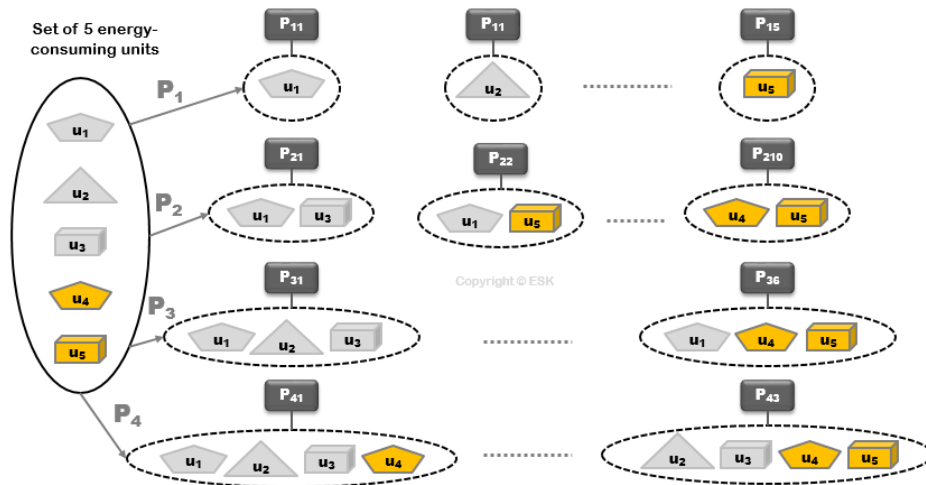 Set of 5 energy-
consuming units
P11 P11 P15
u1 u2 u5
P1
P21 P22 P210
u1 u3 u1 u5 u4 u5
P2
Copyright © ESK
P31 P36
u1 u2 u3 u1 u4 u5
P3
P41 P43
u1 u2 u3 u4 u2 u3 u4 u5
P4
u1
u2
u3
u4
u5